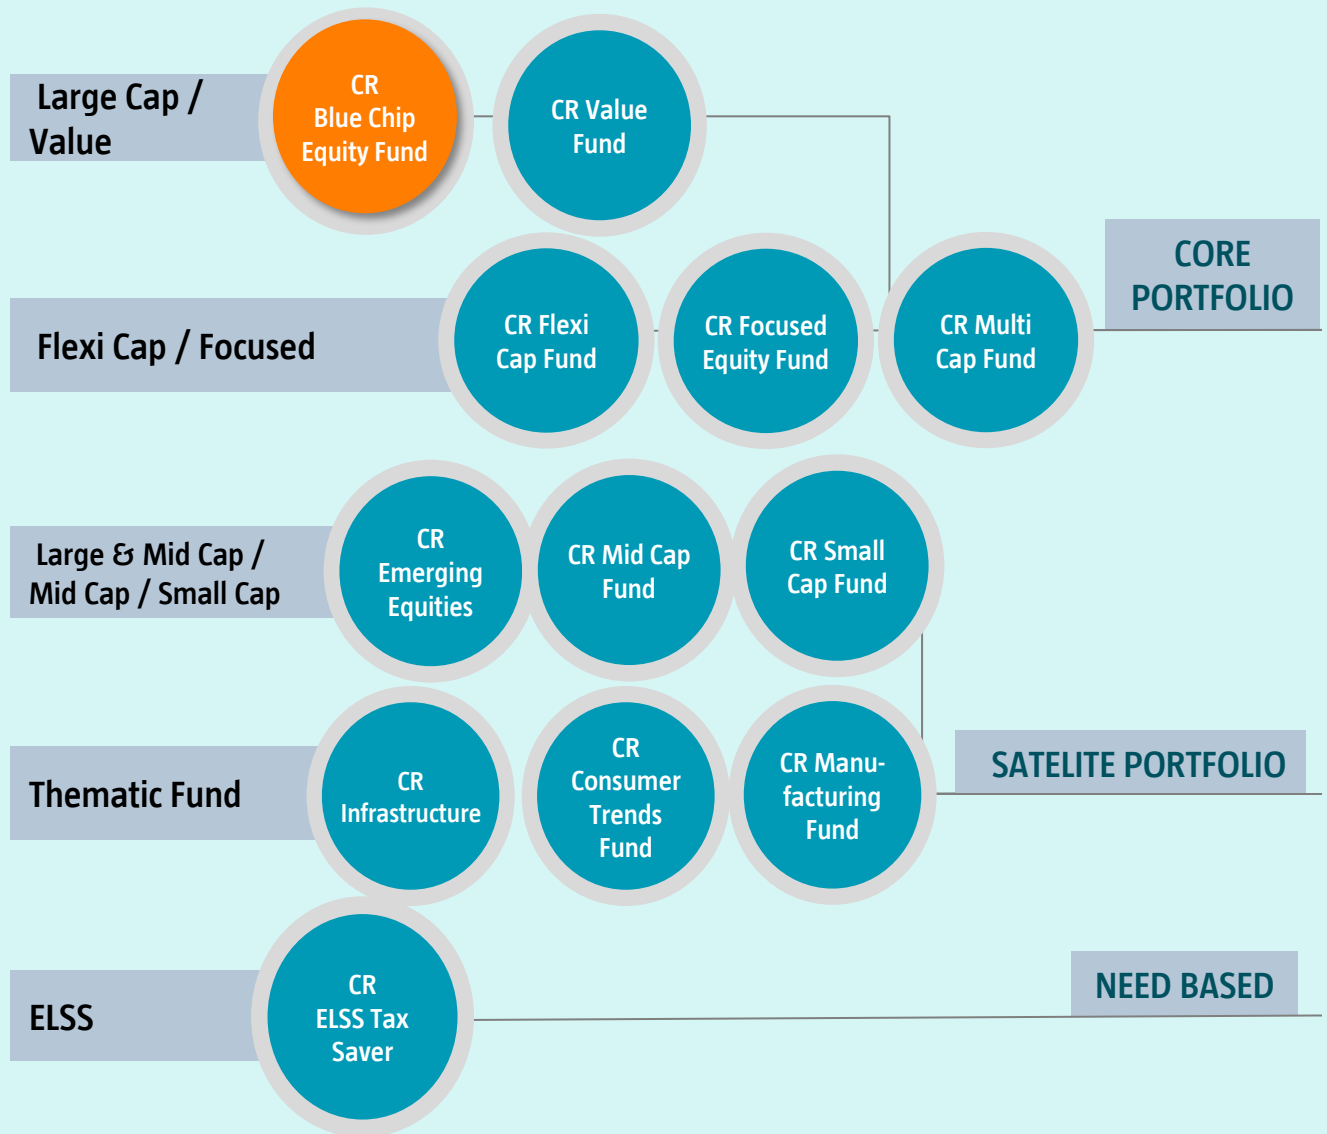 Large Cap /
Value
CR
Blue Chip
Equity Fund
CR Value
Fund
Flexi Cap / Focused
CR Flexi
Cap Fund
CR Focused
Equity Fund
CR Multi
Cap Fund
CORE
PORTFOLIO
Large & Mid Cap /
Mid Cap / Small Cap
CR
Emerging
Equities
CR Mid Cap
Fund
CR Small
Cap Fund
Thematic Fund
CR
Infrastructure
CR
Consumer
Trends
Fund
CR Manu-
facturing
Fund
SATELITE PORTFOLIO
ELSS
CR
ELSS Tax
Saver
NEED BASED